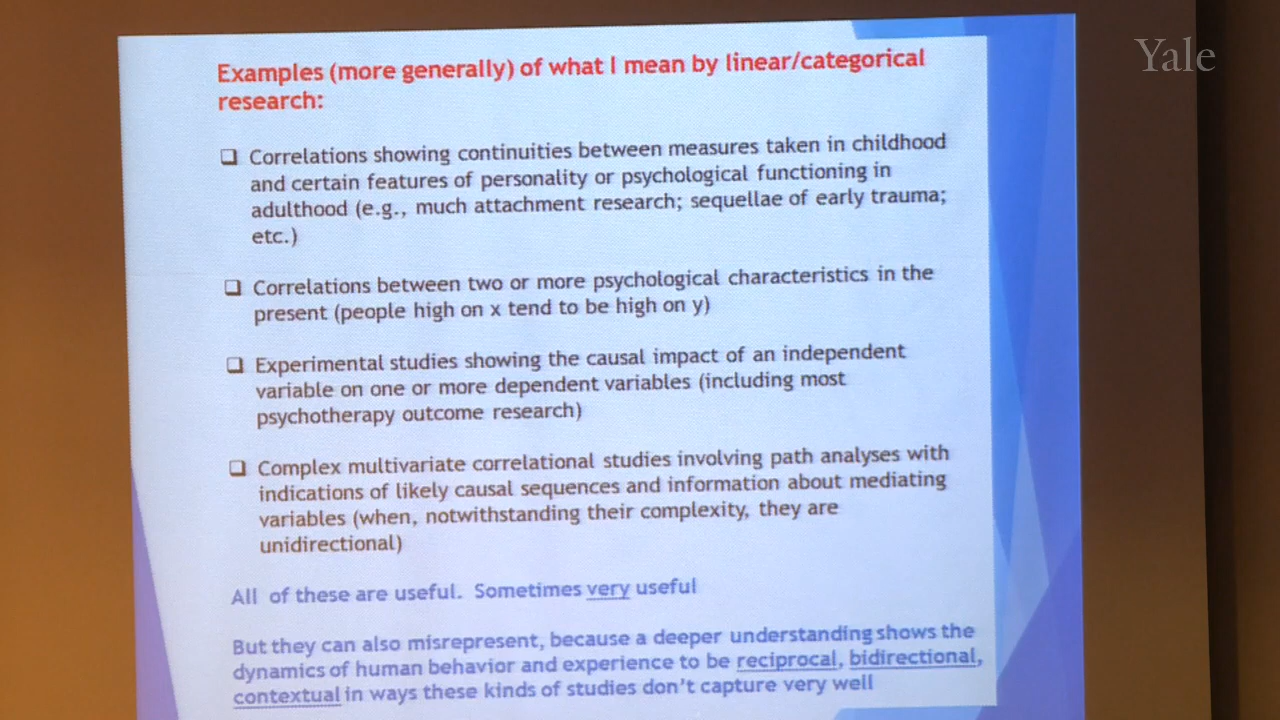 Yale
Examples (more generally) of what I mean by linear/categorical
research:
❑ Correlations showing continuities between measures taken in childhood
and certain features of personality or psychological functioning in
adulthood (e.g., much attachment research; sequellae of early trauma;
etc.)
❑ Correlations between two or more psychological characteristics in the
present (people high on x tend to be high on y)
❑ Experimental studies showing the causal impact of an independent
variable on one or more dependent variables (including most
psychotherapy outcome research)
❑ Complex multivariate correlational studies involving path analyses with
indications of likely causal sequences and information about mediating
variables (when, notwithstanding their complexity, they are
unidirectional)
All of these are useful. Sometimes very useful
But they can also misrepresent, because a deeper understanding shows the
dynamics of human behavior and experience to be reciprocal, bidirectional,
contextual in ways these kinds of studies don't capture very well